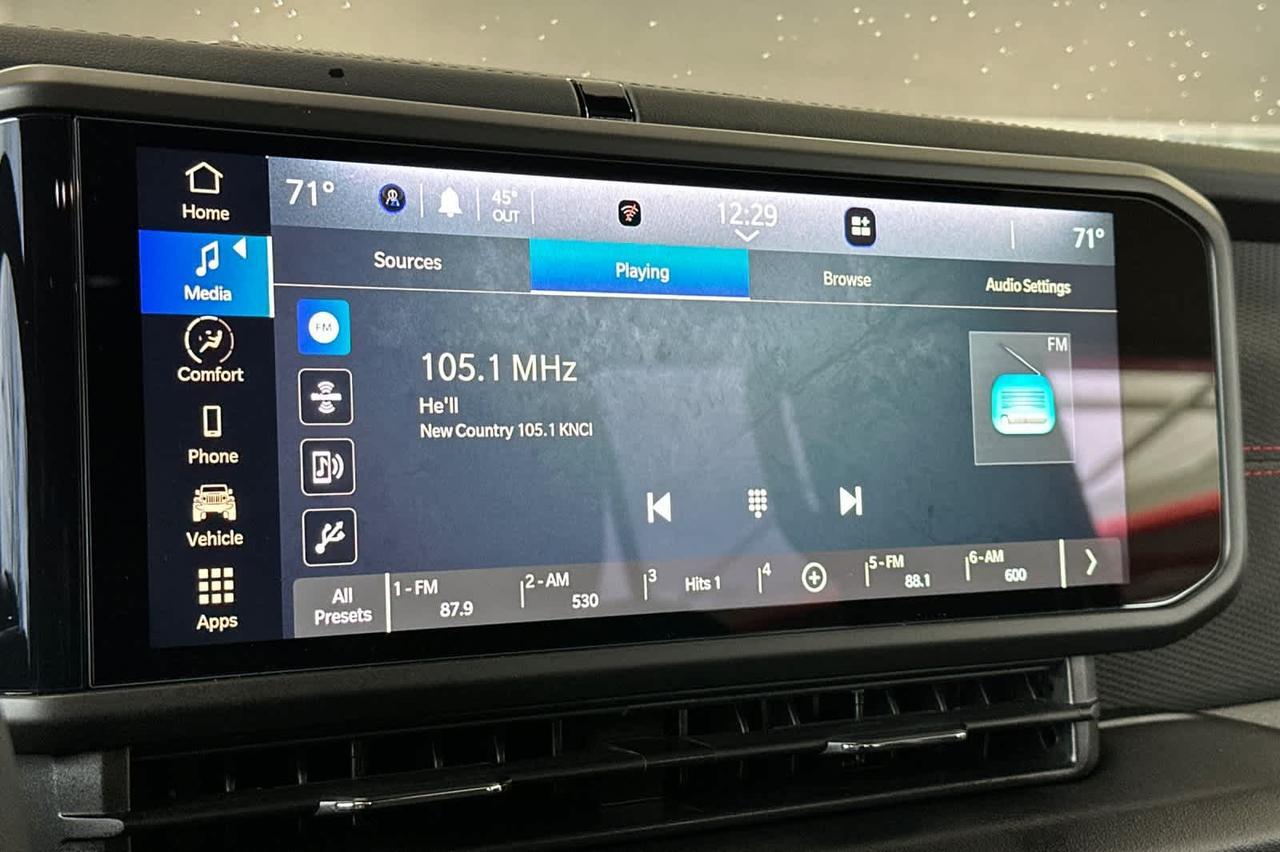 Home
Media
Comfort
Phone
Vehicle
Apps
71°
45°
OUT
12:29
71°
Sources
Playing
Browse
Audio Settings
FM
105.1 MHz
He'll
New Country 105.1 KNCI
FM
All
Presets
1 - FM
87.9
2 - AM
530
3
Hits 1
4
5 - FM
88.1
6 - AM
600